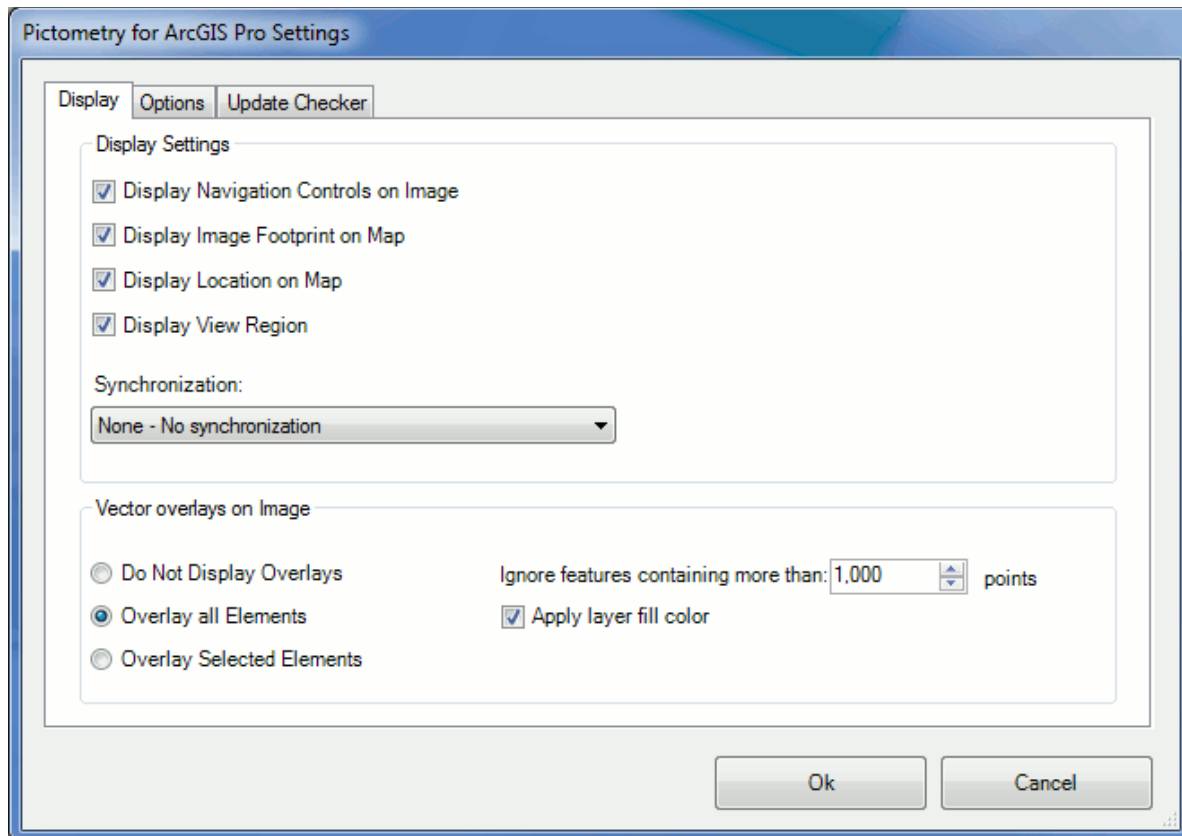 Pictometry for ArcGIS Pro Settings
Display Options Update Checker
Display Settings
Display Navigation Controls on Image
Display Image Footprint on Map
Display Location on Map
Display View Region
Synchronization:
None - No synchronization
Vector overlays on Image
Do Not Display Overlays
Ignore features containing more than: 1,000 points
Overlay all Elements
Apply layer fill color
Overlay Selected Elements
Ok Cancel